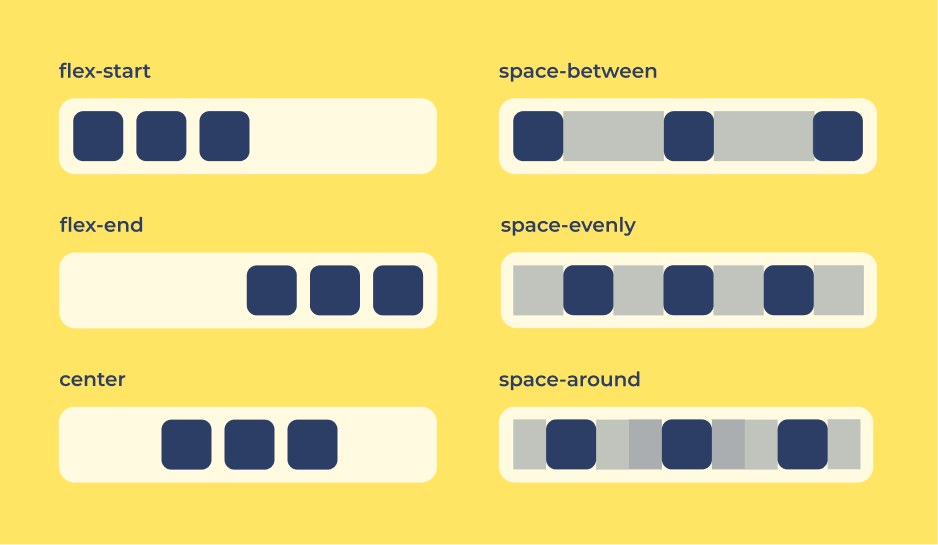 flex-start
space-between
flex-end
space-evenly
center
space-around